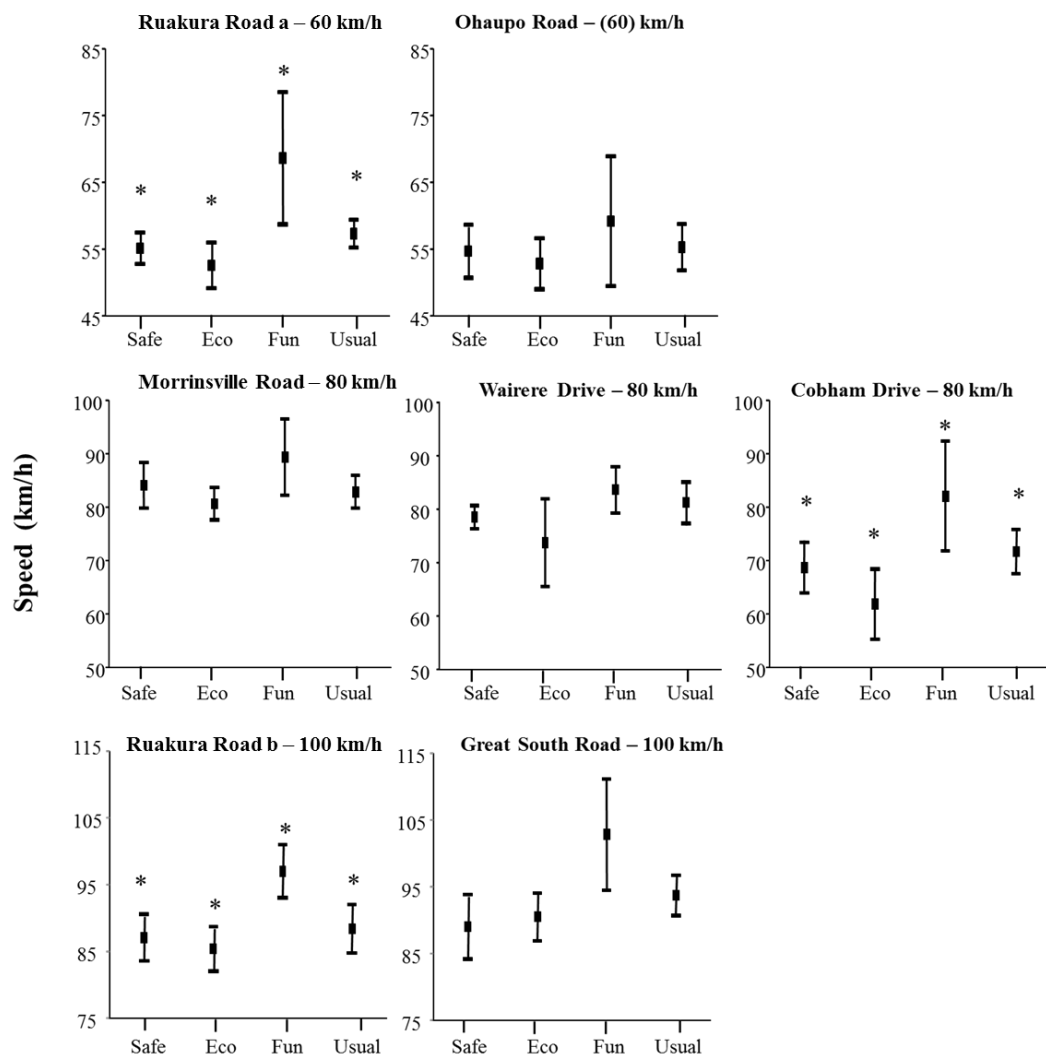 Ruakura Road a – 60 km/h
Ohaupo Road – (60) km/h
85
75
65
55
45
* * * *
Safe Eco Fun Usual
85
75
65
55
45
Safe Eco Fun Usual
Speed (km/h)
Morrinsville Road – 80 km/h
100
90
80
70
60
50
Safe Eco Fun Usual
Wairere Drive – 80 km/h
100
90
80
70
60
50
Safe Eco Fun Usual
Cobham Drive – 80 km/h
100
90
80
70
60
50
* * * *
Safe Eco Fun Usual
Ruakura Road b – 100 km/h
115
105
95
85
75
* * * *
Safe Eco Fun Usual
Great South Road – 100 km/h
115
105
95
85
75
Safe Eco Fun Usual